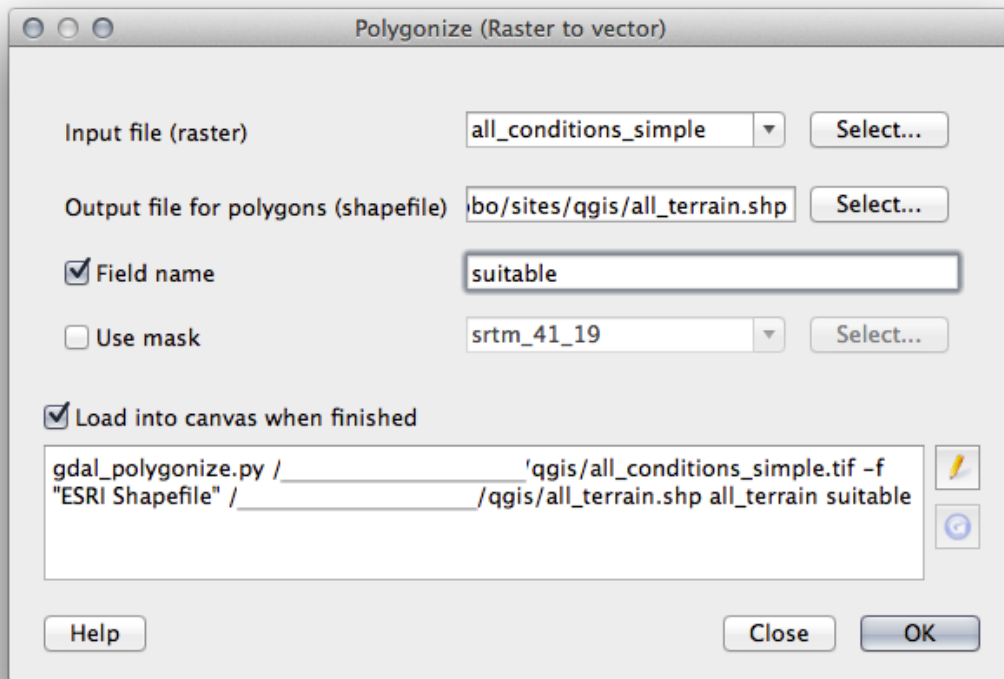 Polygonize (Raster to vector)
Input file (raster) all_conditions_simple Select...
Output file for polygons (shapefile) bo/sites/qgis/all_terrain.shp Select...
Field name suitable
Use mask srtm_41_19 Select...
Load into canvas when finished
gdal_polygonize.py /____________________/qgis/all_conditions_simple.tif -f
"ESRI Shapefile" /____________________/qgis/all_terrain.shp all_terrain suitable
Help Close OK